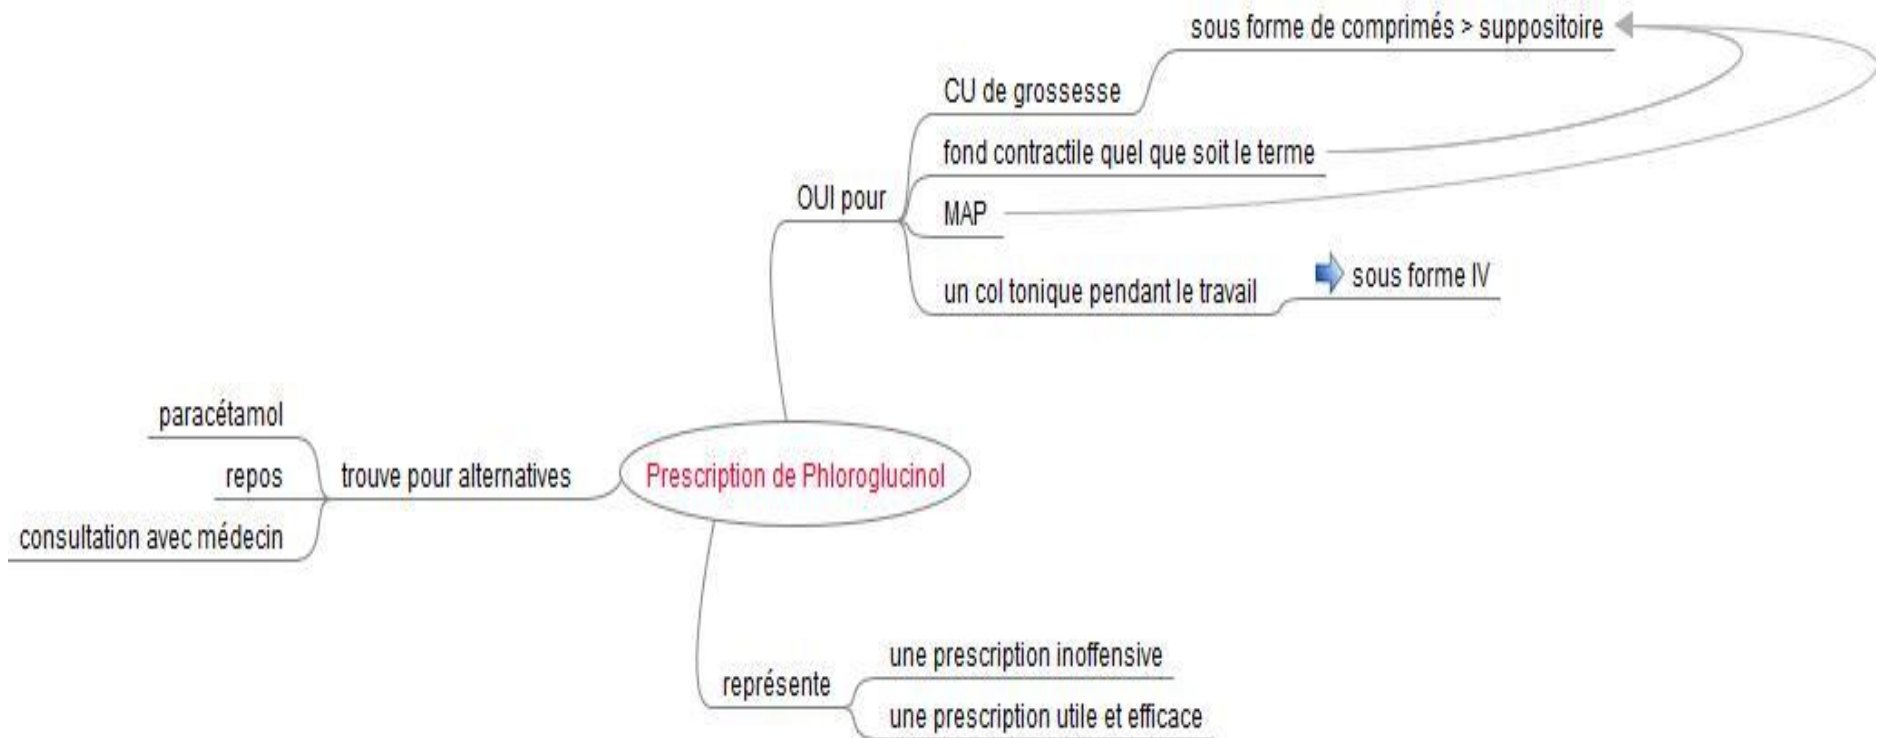 sous forme de comprimés > suppositoire
CU de grossesse
fond contractile quel que soit le terme
OUI pour
MAP
un col tonique pendant le travail
sous forme IV
paracétamol
repos
trouve pour alternatives
Prescription de Phloroglucinol
consultation avec médecin
une prescription inoffensive
représente
une prescription utile et efficace